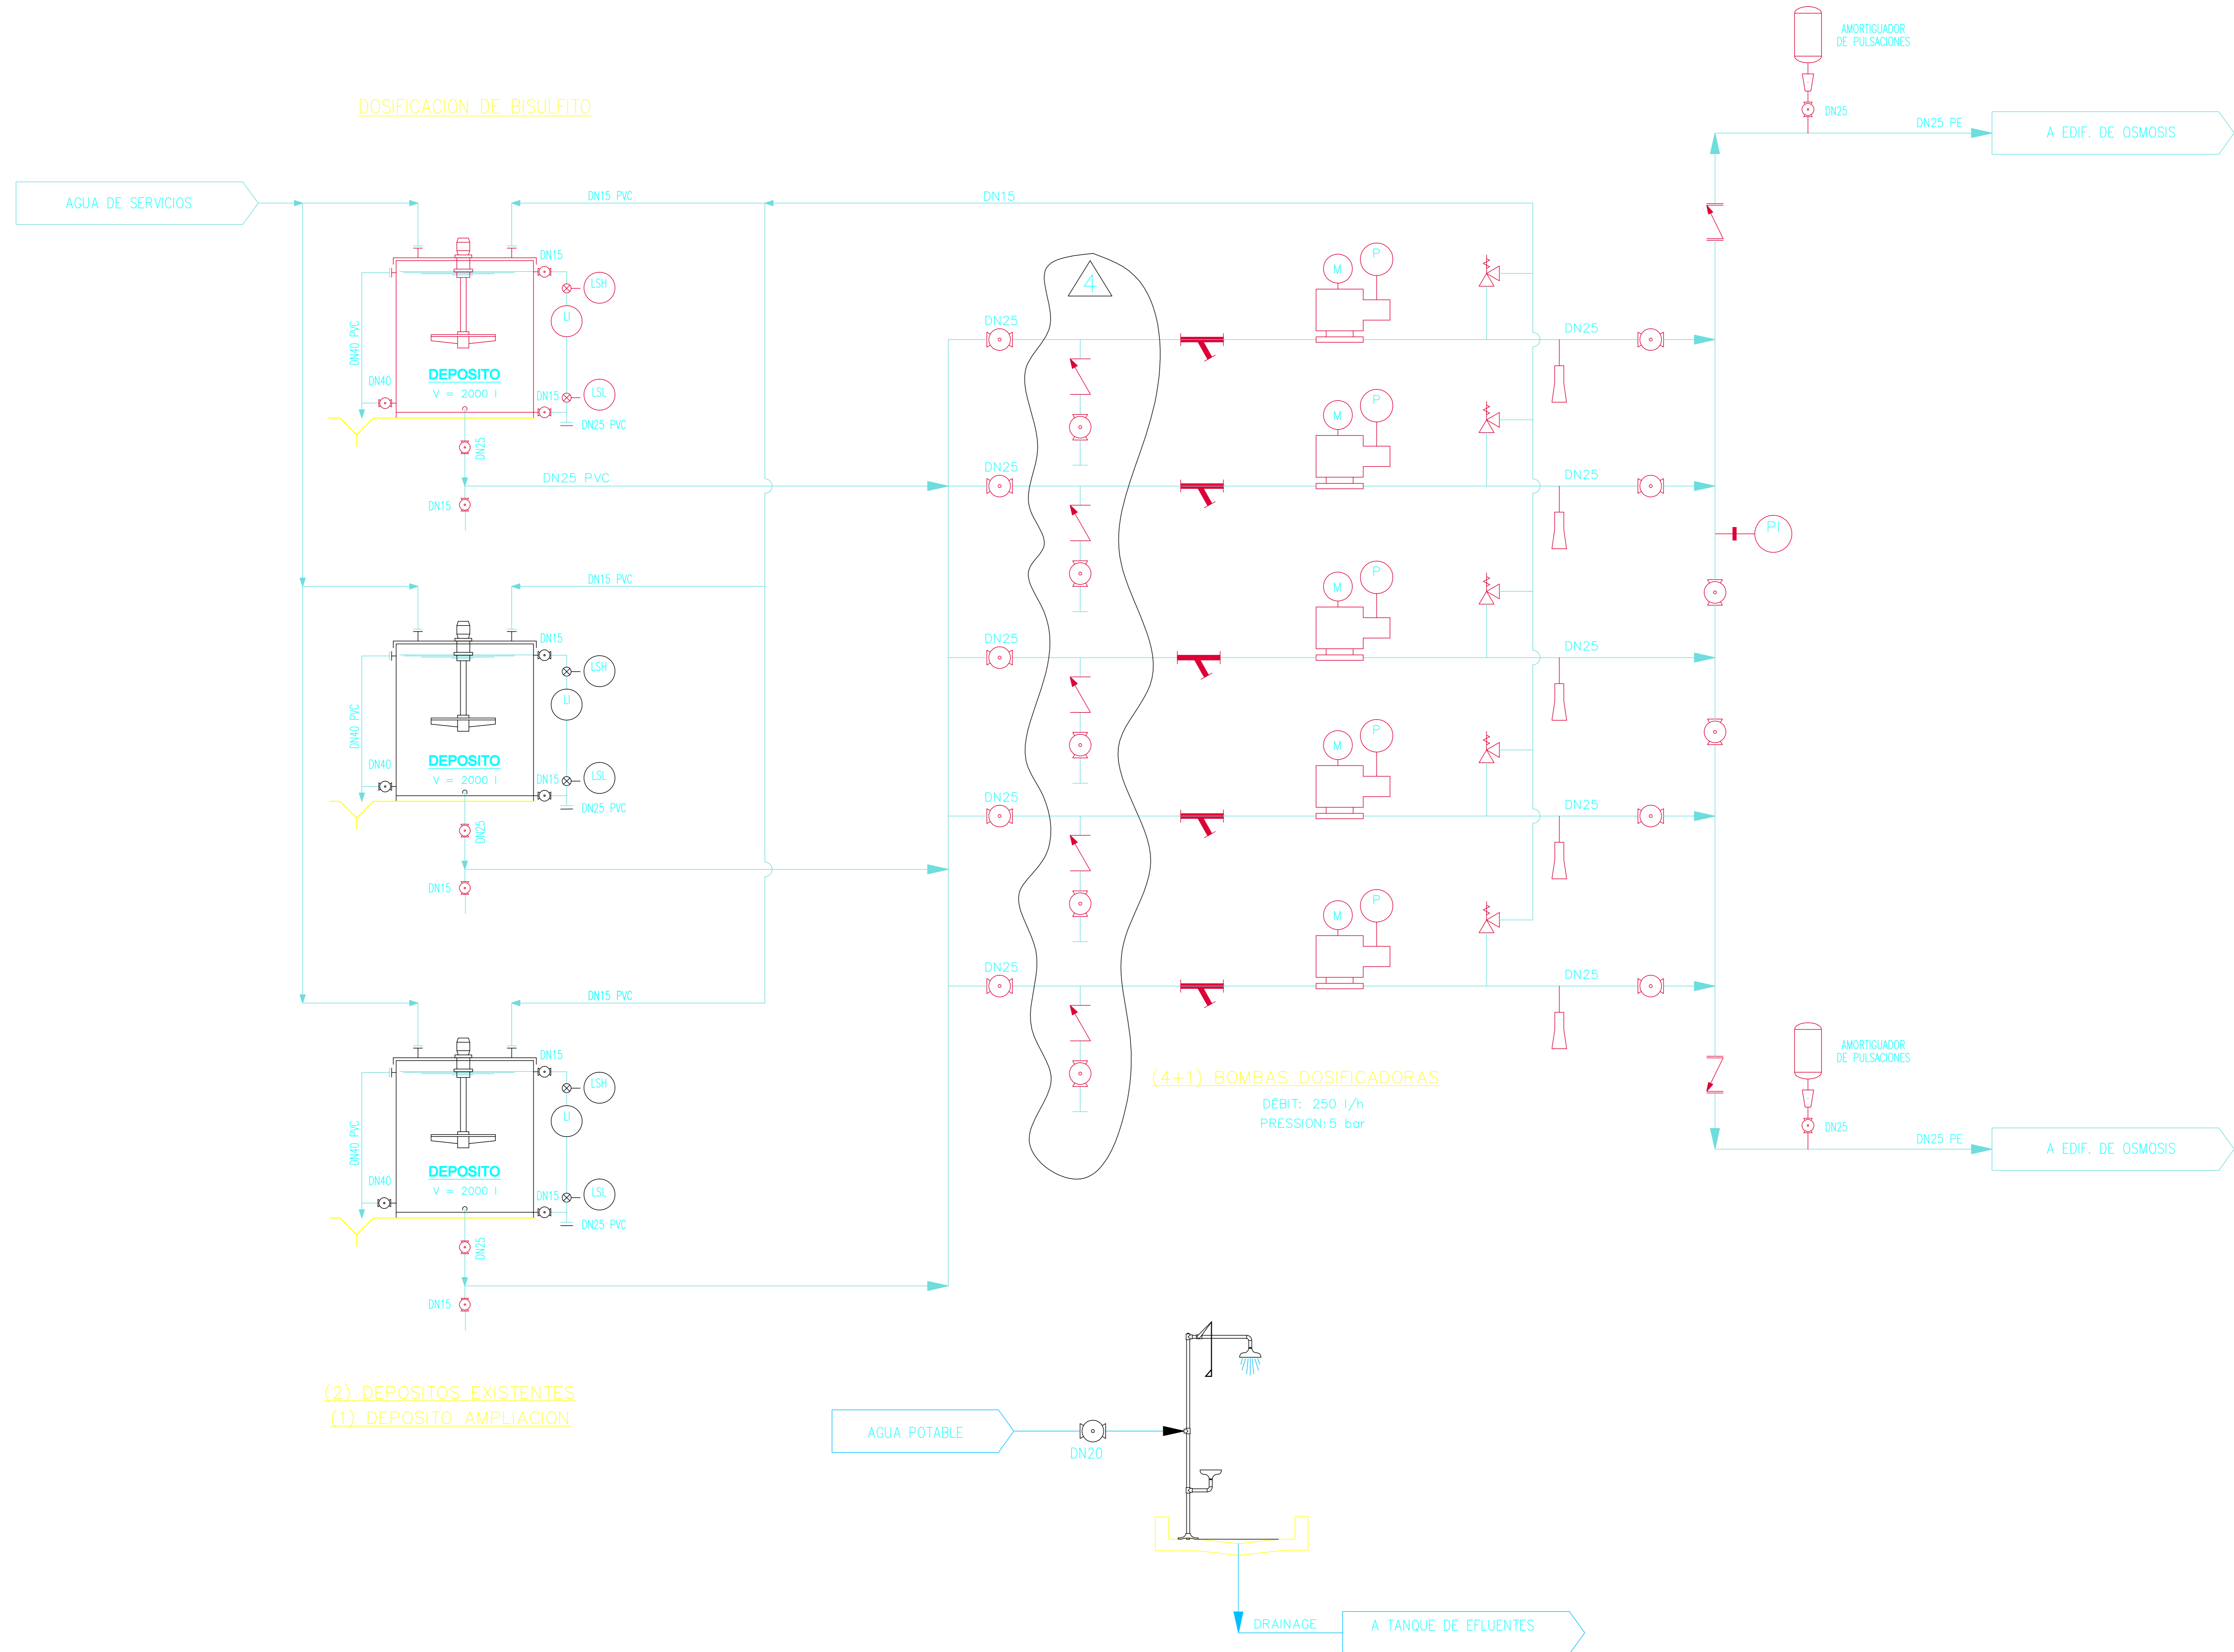 AMORTIGUADOR
DE PULSACIONES
DN25
DN25 PE
A EDIF. DE OSMOSIS
DOSIFICACION DE BISULFITO
AGUA DE SERVICIOS
DN15 PVC
DN15
DN15
LSH
LI
DN40 PVC
DEPOSITO
V = 2000 l
DN40
DN15
LSL
DN25 PVC
DN25
DN25 PVC
DN15
DN15 PVC
DN15
LSH
LI
DN40 PVC
DEPOSITO
V = 2000 l
DN40
DN15
LSL
DN25 PVC
DN25
DN15
DN15 PVC
DN15
LSH
LI
DN40 PVC
DEPOSITO
V = 2000 l
DN40
DN15
LSL
DN25 PVC
DN25
DN15
(2) DEPOSITOS EXISTENTES
(1) DEPOSITO AMPLIACION
4
DN25
M
P
DN25
DN25
M
P
DN25
PI
DN25
M
P
DN25
DN25
M
P
DN25
DN25
M
P
DN25
(4+1) BOMBAS DOSIFICADORAS
DÉBIT: 250 l/h
PRESSION: 5 bar
AMORTIGUADOR
DE PULSACIONES
DN25
DN25 PE
A EDIF. DE OSMOSIS
AGUA POTABLE
DN20
DRAINAGE
A TANQUE DE EFLUENTES